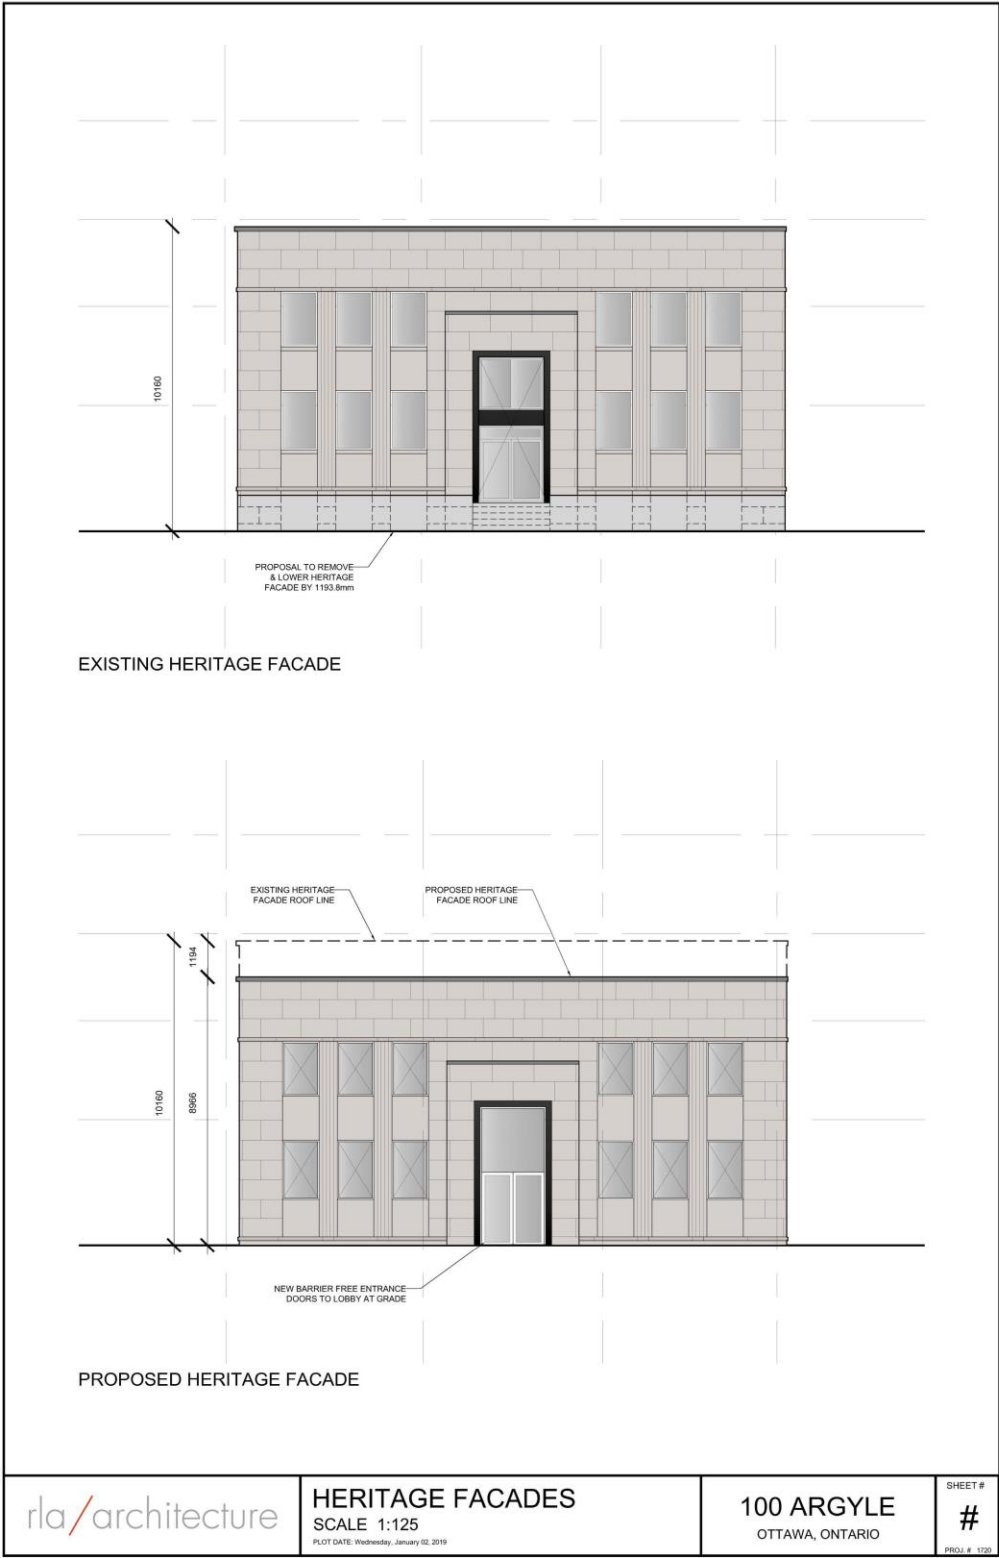 10160
PROPOSAL TO REMOVE
& LOWER HERITAGE
FACADE BY 1193.8mm
EXISTING HERITAGE FACADE
EXISTING HERITAGE
FACADE ROOF LINE
PROPOSED HERITAGE
FACADE ROOF LINE
1194
10160
8966
NEW BARRIER FREE ENTRANCE
DOORS TO LOBBY AT GRADE
PROPOSED HERITAGE FACADE
rla/architecture
HERITAGE FACADES
SCALE 1:125
PLOT DATE: Wednesday, January 02, 2019
100 ARGYLE
OTTAWA, ONTARIO
SHEET #
#
PROJ. # 1720